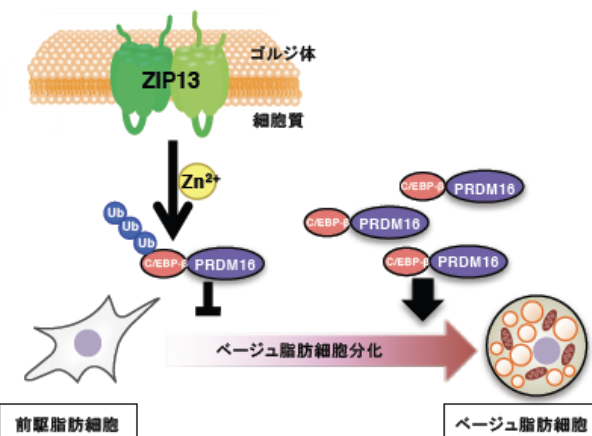 ゴルジ体
ZIP13
細胞質
Zn²⁺
Ub
Ub
Ub
C/EBP-β PRDM16
C/EBP-β PRDM16
C/EBP-β PRDM16
C/EBP-β PRDM16
ベージュ脂肪細胞分化
前駆脂肪細胞
ベージュ脂肪細胞